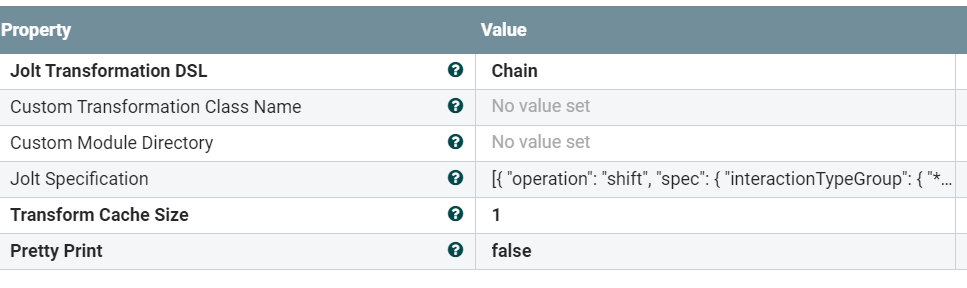 Property Value
Jolt Transformation DSL ? Chain
Custom Transformation Class Name ? No value set
Custom Module Directory ? No value set
Jolt Specification ? [{ "operation": "shift", "spec": { "interactionTypeGroup": { "*...
Transform Cache Size ? 1
Pretty Print ? false